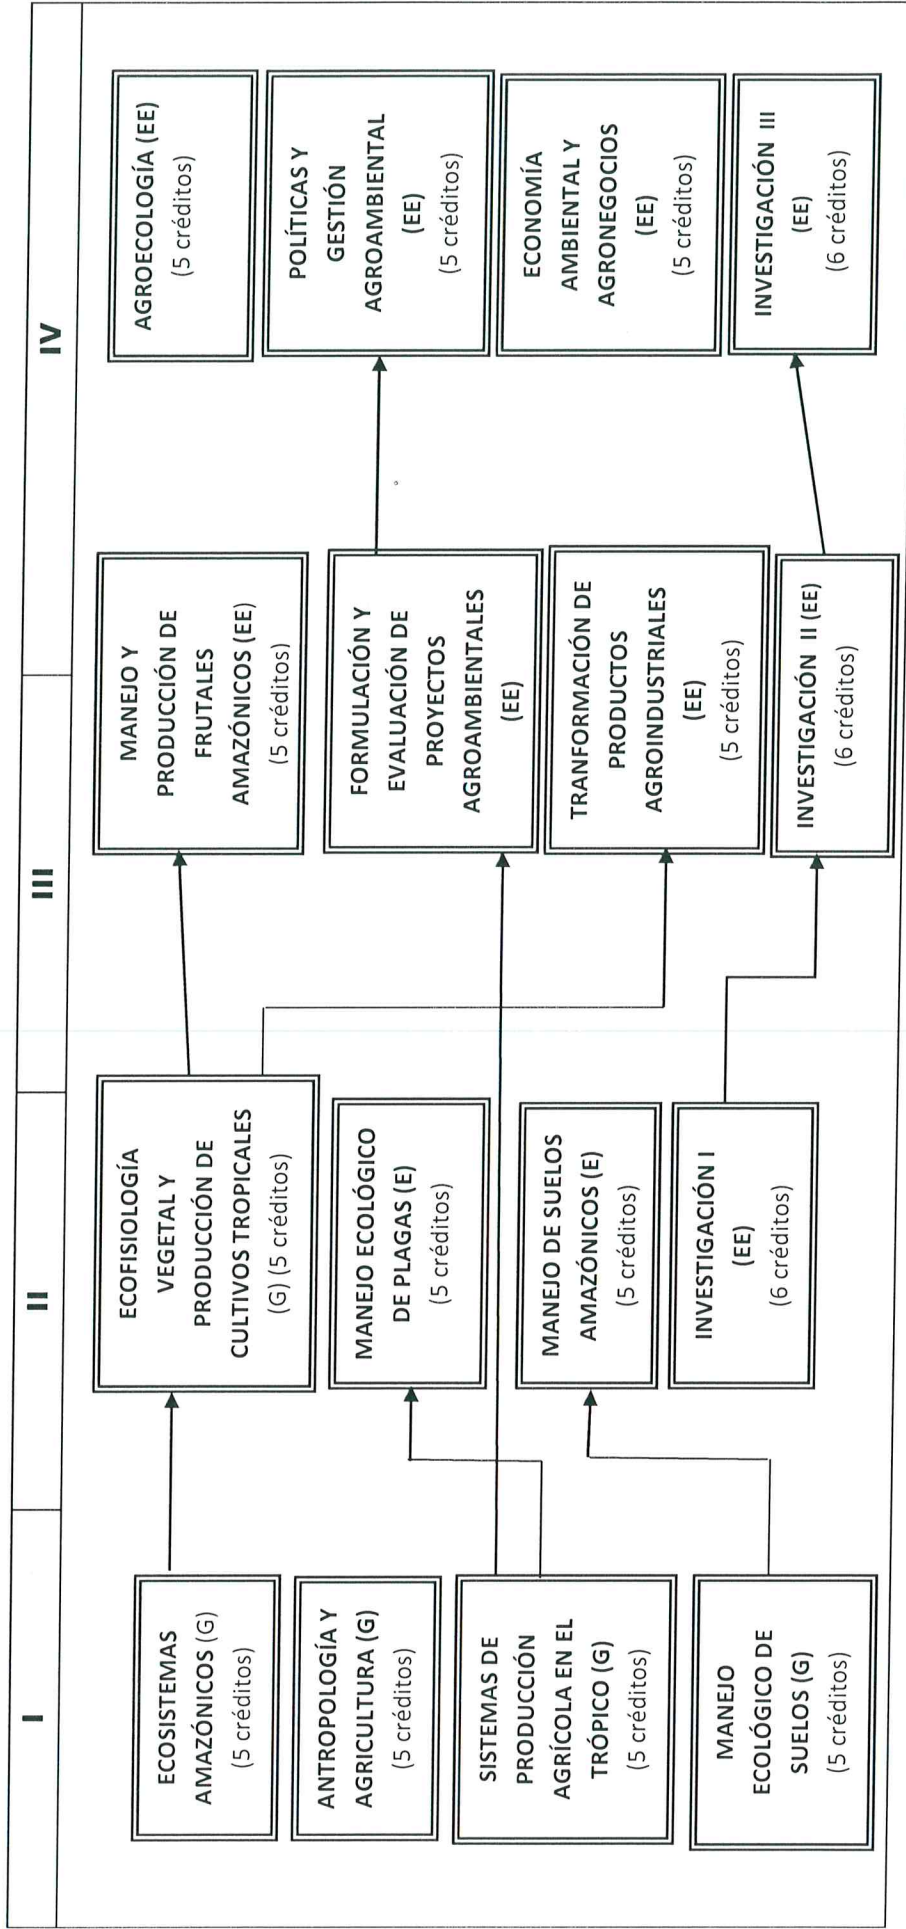 I
II
III
IV
ECOSISTEMAS
AMAZÓNICOS (G)
(5 créditos)
ANTROPOLOGÍA Y
AGRICULTURA (G)
(5 créditos)
SISTEMAS DE
PRODUCCIÓN
AGRÍCOLA EN EL
TRÓPICO (G)
(5 créditos)
MANEJO
ECOLÓGICO DE
SUELOS (G)
(5 créditos)
ECOFISIOLOGÍA
VEGETAL Y
PRODUCCIÓN DE
CULTIVOS TROPICALES
(G) (5 créditos)
MANEJO ECOLÓGICO
DE PLAGAS (E)
(5 créditos)
MANEJO DE SUELOS
AMAZÓNICOS (E)
(5 créditos)
INVESTIGACIÓN I
(EE)
(6 créditos)
MANEJO Y
PRODUCCIÓN DE
FRUTALES
AMAZÓNICOS (EE)
(5 créditos)
FORMULACIÓN Y
EVALUACIÓN DE
PROYECTOS
AGROAMBIENTALES
(EE)
TRANFORMACIÓN DE
PRODUCTOS
AGROINDUSTRIALES
(EE)
(5 créditos)
INVESTIGACIÓN II (EE)
(6 créditos)
AGROECOLOGÍA (EE)
(5 créditos)
POLÍTICAS Y
GESTIÓN
AGROAMBIENTAL
(EE)
(5 créditos)
ECONOMÍA
AMBIENTAL Y
AGRONEGOCIOS
(EE)
(5 créditos)
INVESTIGACIÓN III
(EE)
(6 créditos)